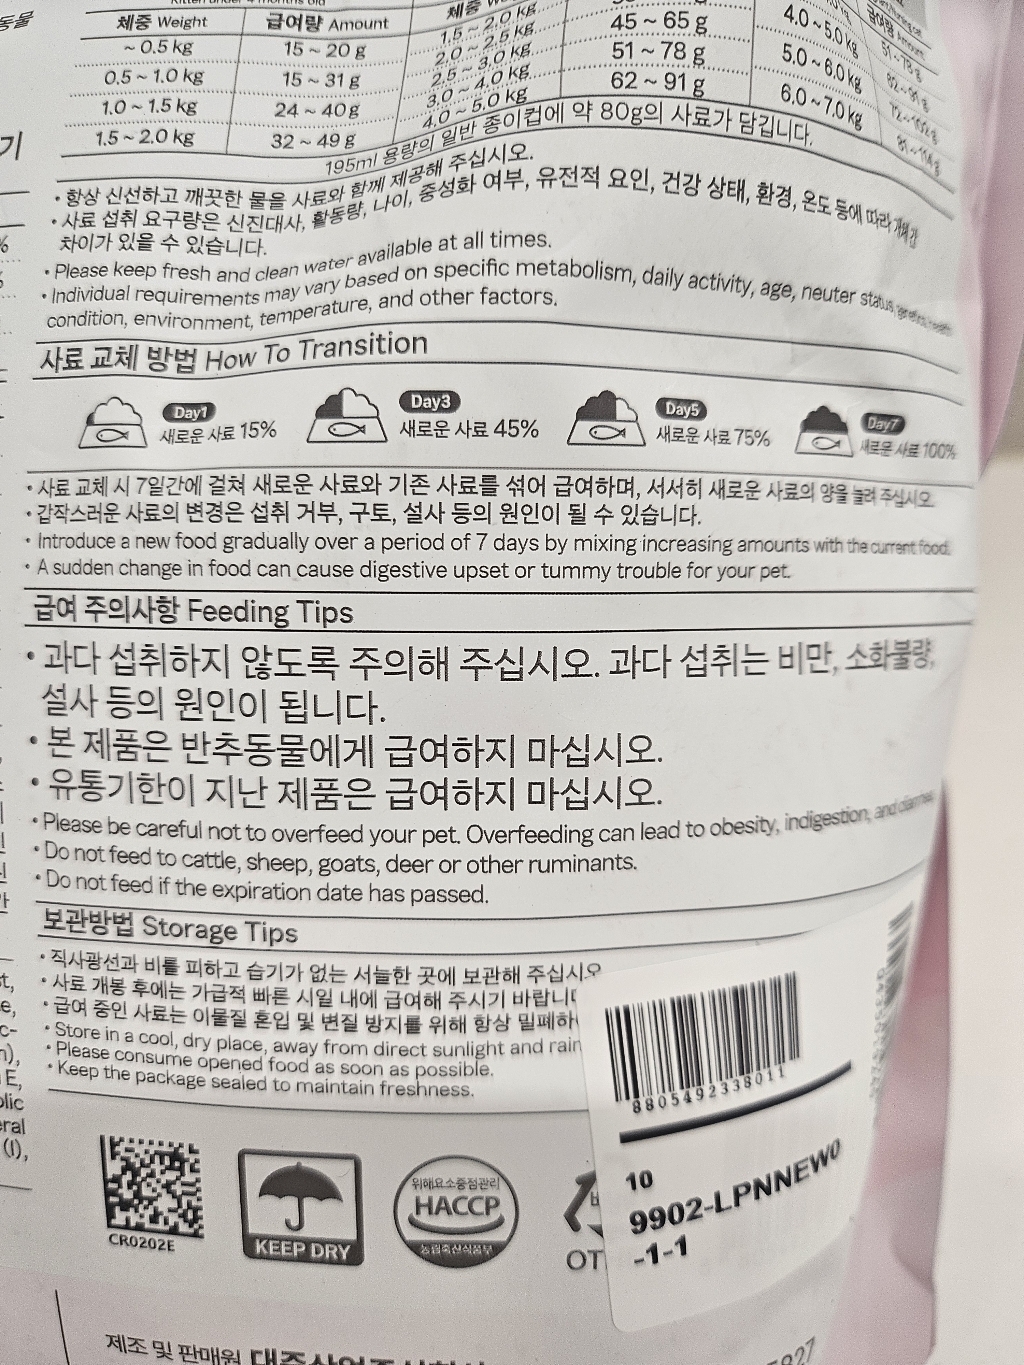 동물
체중 Weight 급여량 Amount
~ 0.5 kg 15 ~ 20 g
0.5 ~ 1.0 kg 15 ~ 31 g
1.0 ~ 1.5 kg 24 ~ 40 g
1.5 ~ 2.0 kg 32 ~ 49 g
체중
1.5 ~ 2.0 kg 45 ~ 65 g
2.0 ~ 2.5 kg 51 ~ 78 g
2.5 ~ 3.0 kg 62 ~ 91 g
3.0 ~ 4.0 kg
4.0 ~ 5.0 kg
4.0 ~ 5.0 kg 51 ~ 78 g
5.0 ~ 6.0 kg
6.0 ~ 7.0 kg
195ml 용량의 일반 종이컵에 약 80g의 사료가 담깁니다.
• 항상 신선하고 깨끗한 물을 사료와 함께 제공해 주십시오.
• 사료 섭취 요구량은 신진대사, 활동량, 나이, 중성화 여부, 유전적 요인, 건강 상태, 환경, 온도 등에 따라 개체 간
차이가 있을 수 있습니다.
• Please keep fresh and clean water available at all times.
• Individual requirements may vary based on specific metabolism, daily activity, age, neuter status,
condition, environment, temperature, and other factors.
사료 교체 방법 How To Transition
Day1
새로운 사료 15%
Day3
새로운 사료 45%
Day5
새로운 사료 75%
Day7
새로운 사료 100%
• 사료 교체 시 7일간에 걸쳐 새로운 사료와 기존 사료를 섞어 급여하며, 서서히 새로운 사료의 양을 늘려 주십시오.
• 갑작스러운 사료의 변경은 섭취 거부, 구토, 설사 등의 원인이 될 수 있습니다.
• Introduce a new food gradually over a period of 7 days by mixing increasing amounts with the current food.
• A sudden change in food can cause digestive upset or tummy trouble for your pet.
급여 주의사항 Feeding Tips
• 과다 섭취하지 않도록 주의해 주십시오. 과다 섭취는 비만, 소화불량,
설사 등의 원인이 됩니다.
• 본 제품은 반추동물에게 급여하지 마십시오.
• 유통기한이 지난 제품은 급여하지 마십시오.
• Please be careful not to overfeed your pet. Overfeeding can lead to obesity, indigestion, and diarrhea
• Do not feed to cattle, sheep, goats, deer or other ruminants.
• Do not feed if the expiration date has passed.
보관방법 Storage Tips
• 직사광선과 비를 피하고 습기가 없는 서늘한 곳에 보관해 주십시오
• 사료 개봉 후에는 가급적 빠른 시일 내에 급여해 주시기 바랍니
• 급여 중인 사료는 이물질 혼입 및 변질 방지를 위해 항상 밀폐하
• Store in a cool, dry place, away from direct sunlight and rain
• Please consume opened food as soon as possible.
• Keep the package sealed to maintain freshness.
CR0202E
KEEP DRY
위해요소중점관리
HACCP
농림축산식품부
OT
8805492338011
10
9902-LPNNEW0
-1-1
제조 및 판매원